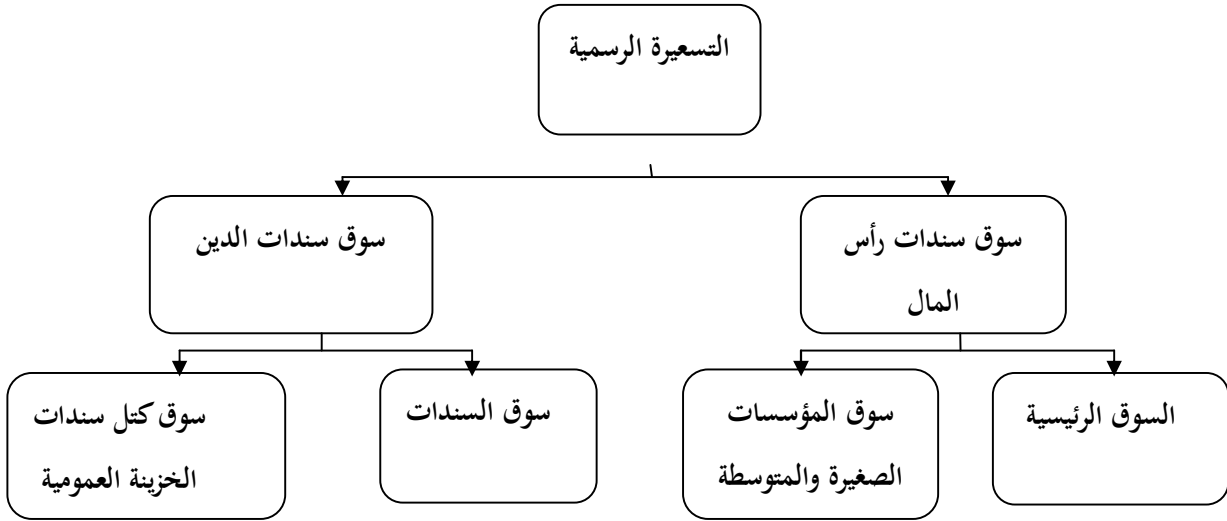 التسعيرة الرسمية
سوق سندات رأس
المال
سوق سندات الدين
السوق الرئيسية
سوق المؤسسات
الصغيرة والمتوسطة
سوق السندات
سوق كتل سندات
الخزينة العمومية